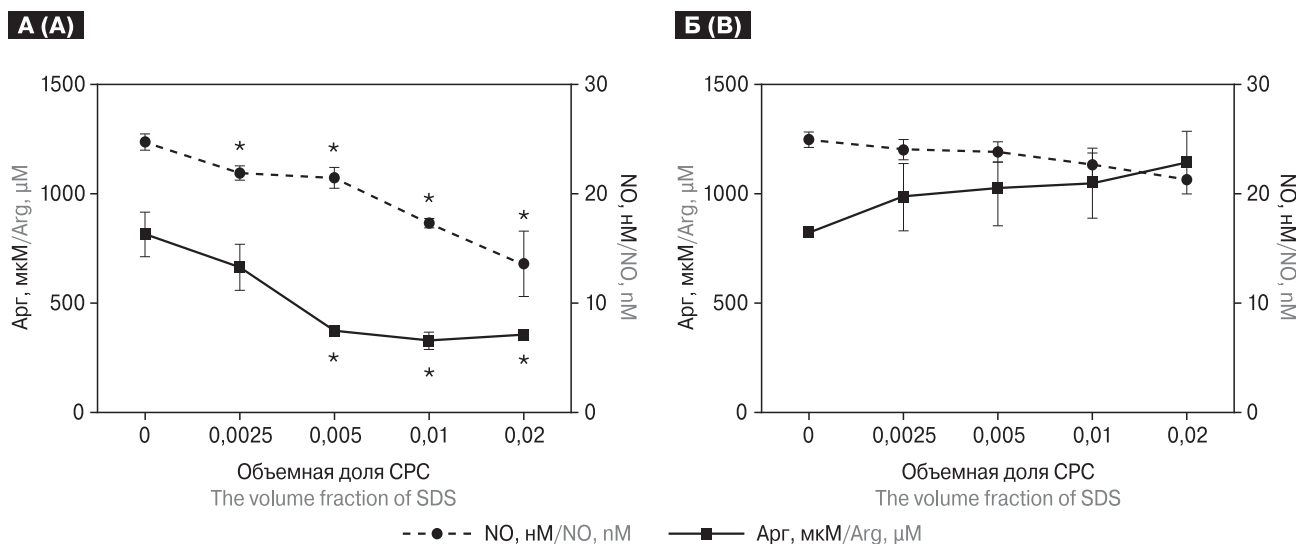 А (A)
1500
1000
500
0
Арг, мкМ/Arg, μM
30
20
10
0
NO, нМ/NO, nM
*
*
*
*
*
*
*
0
0,0025
0,005
0,01
0,02
Объемная доля СРС
The volume fraction of SDS
Б (B)
1500
1000
500
0
Арг, мкМ/Arg, μM
30
20
10
0
NO, нМ/NO, nM
0
0,0025
0,005
0,01
0,02
Объемная доля СРС
The volume fraction of SDS
NO, нМ/NO, nM
Арг, мкМ/Arg, μM